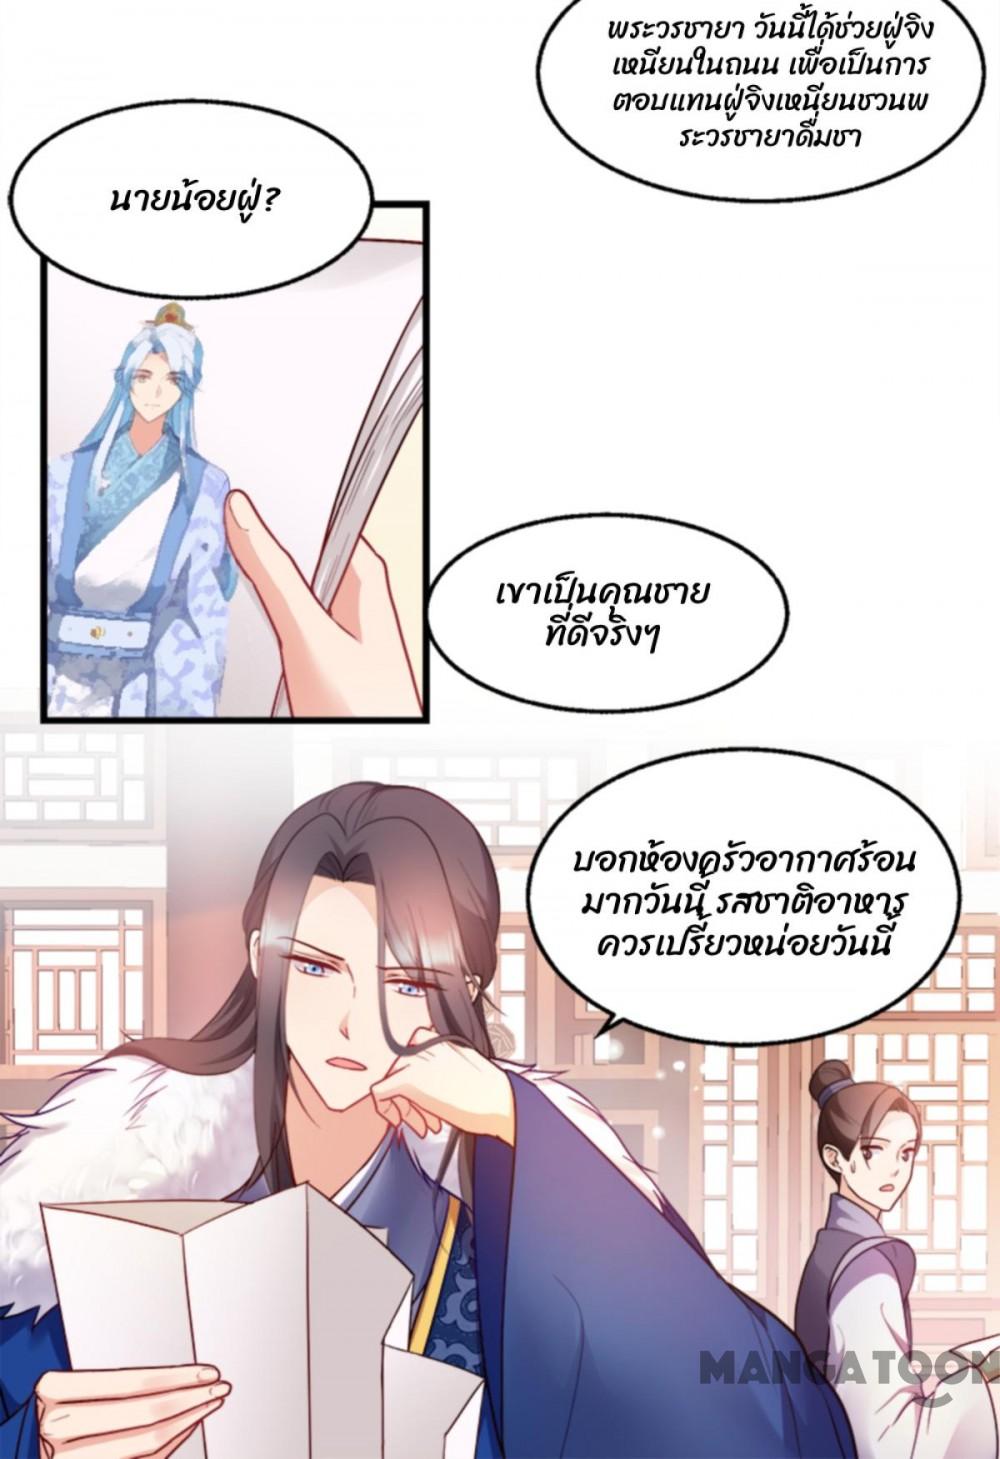 พระวรชายา วันนี้ได้ช่วยฝู่จิง
เหนียนในถนน เพื่อเป็นการ
ตอบแทนฝู่จิงเหนียนชวนพ
ระวรชายาดื่มชา
นายน้อยฝู่?
เขาเป็นคุณชาย
ที่ดีจริงๆ
บอกห้องครัวอากาศร้อน
มากวันนี้ รสชาติอาหาร
ควรเปรี้ยวหน่อยวันนี้
MANGATOON